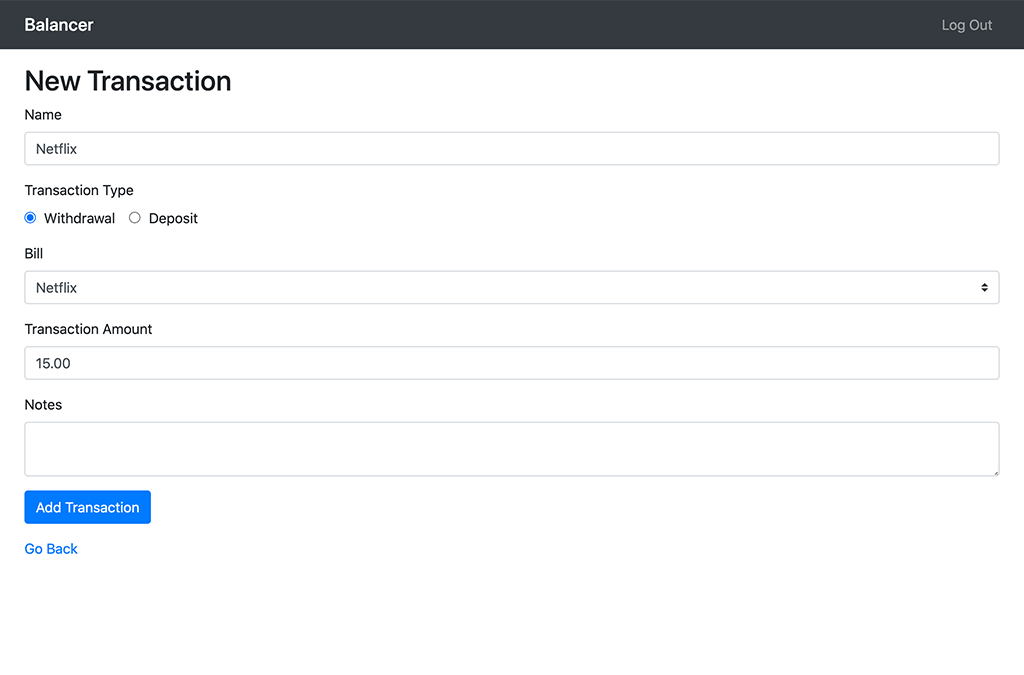 Balancer Log Out
New Transaction
Name
Netflix
Transaction Type
Withdrawal Deposit
Bill
Netflix
Transaction Amount
15.00
Notes
Add Transaction
Go Back